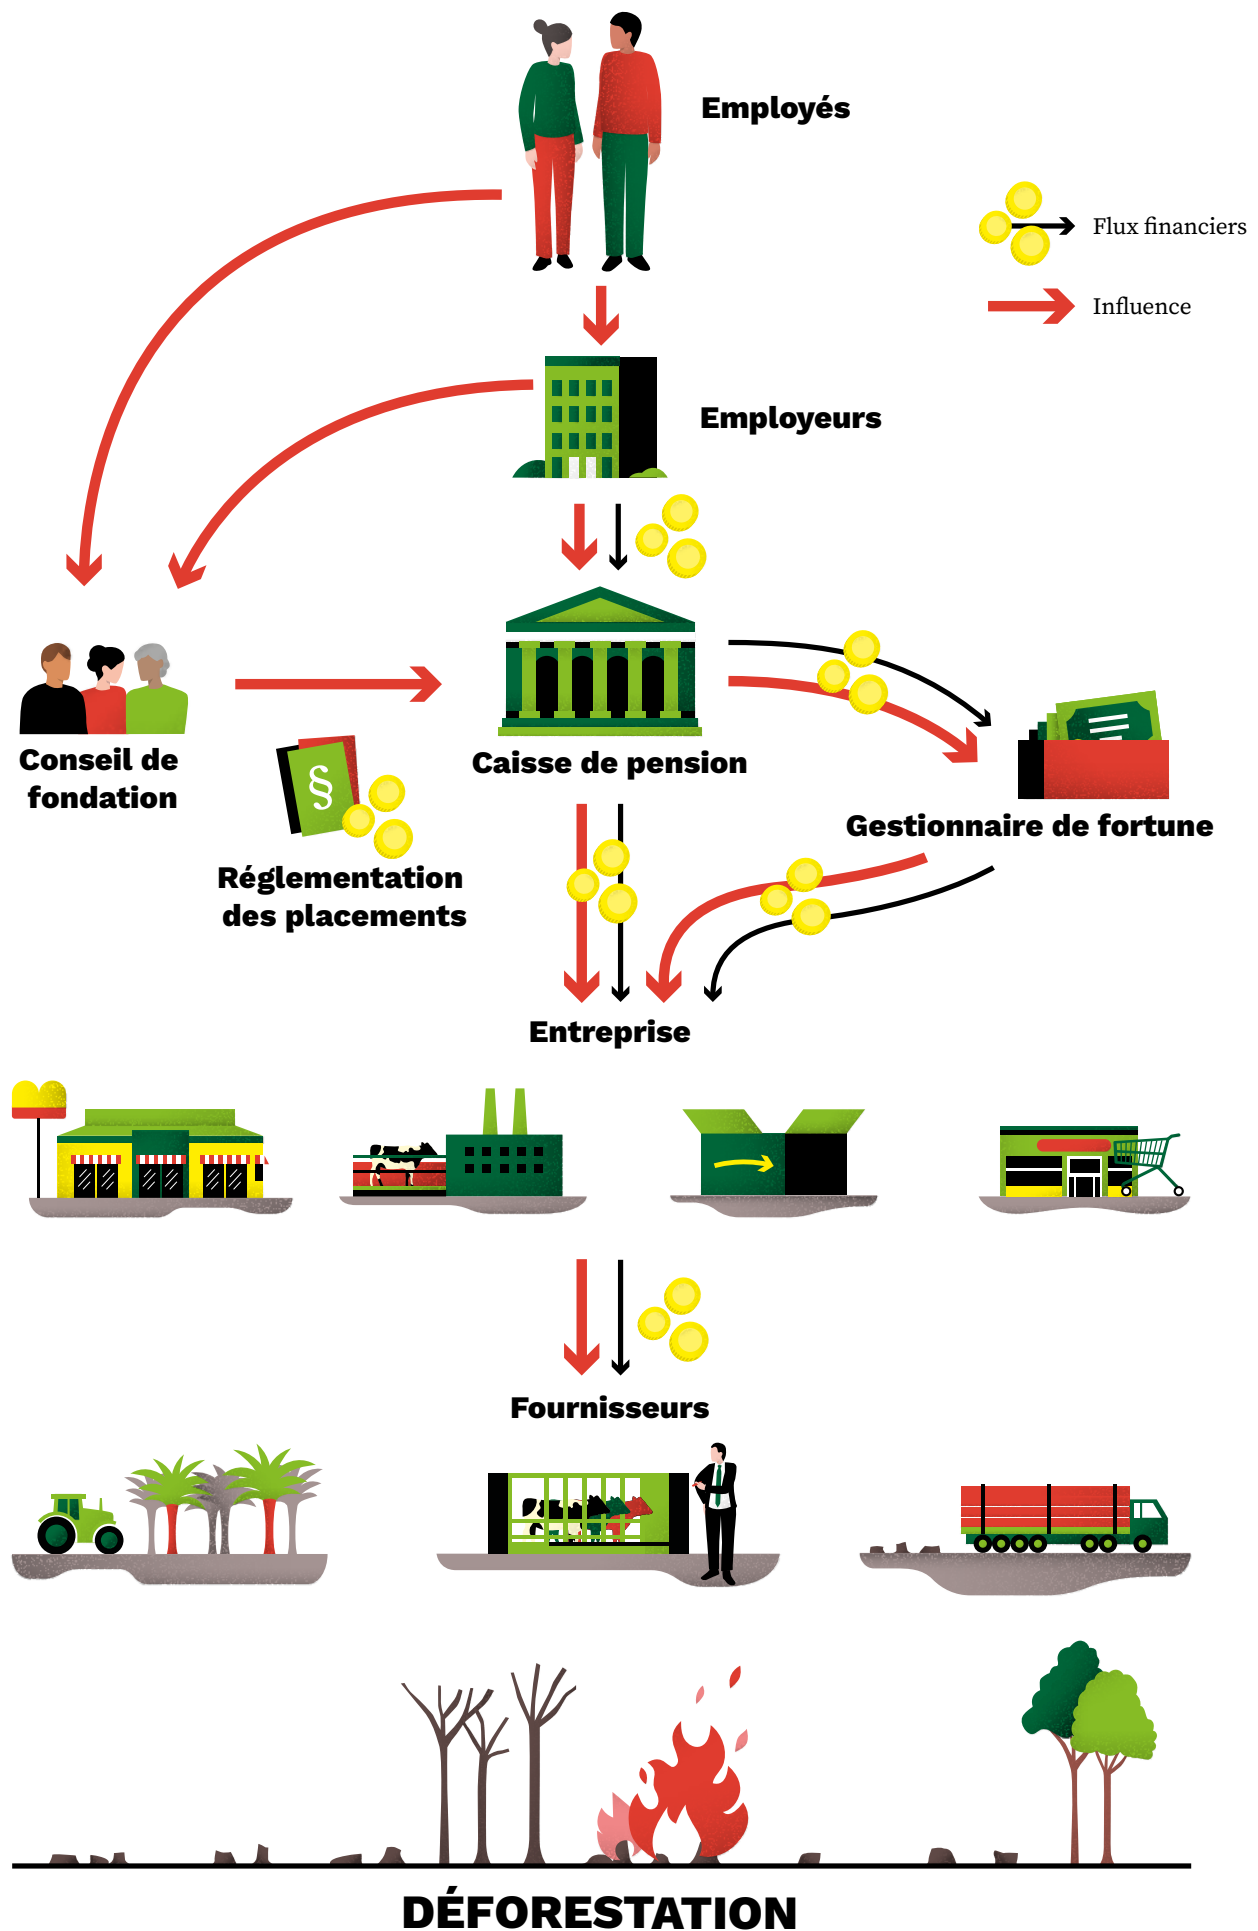 Employés
Flux financiers
Influence
Employeurs
Conseil de
fondation
Caisse de pension
Gestionnaire de fortune
§
Réglementation
des placements
Entreprise
Fournisseurs
DÉFORESTATION